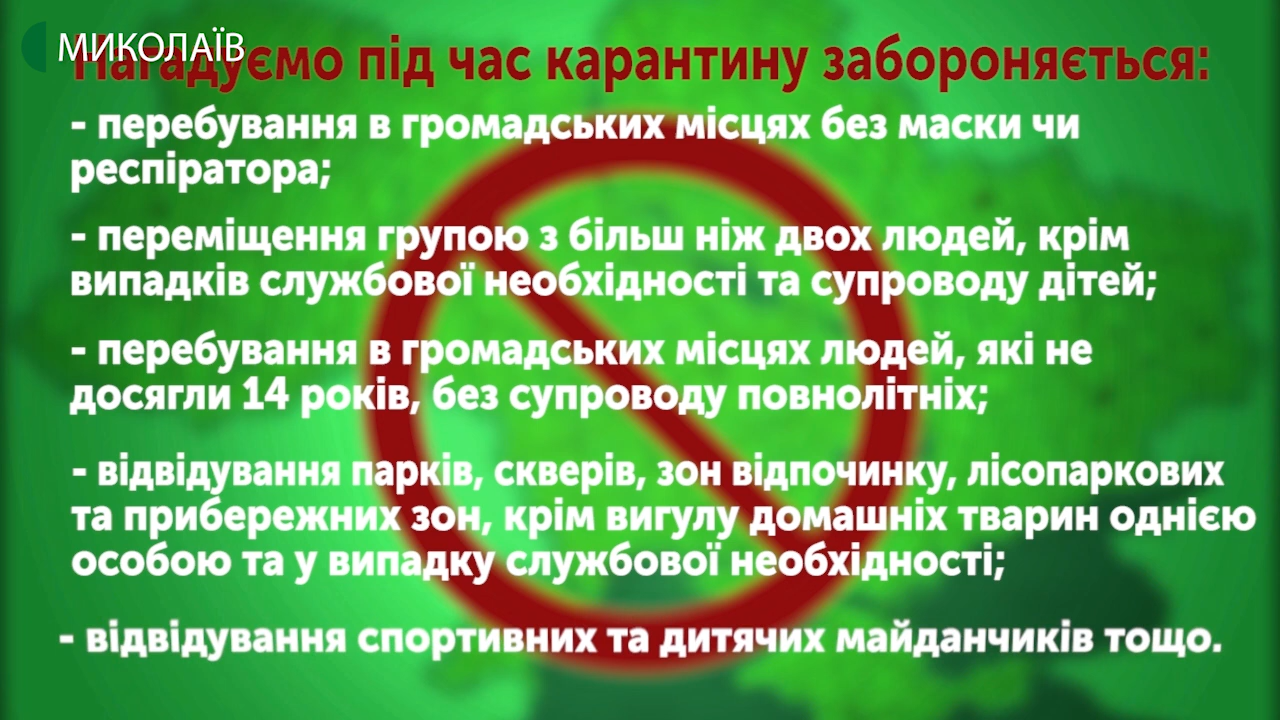 МИКОЛАЇВ
Нагадуємо під час карантину забороняється:
- перебування в громадських місцях без маски чи
респіратора;
- переміщення групою з більш ніж двох людей, крім
випадків службової необхідності та супроводу дітей;
- перебування в громадських місцях людей, які не
досягли 14 років, без супроводу повнолітніх;
- відвідування парків, скверів, зон відпочинку, лісопаркових
та прибережних зон, крім вигулу домашніх тварин однією
особою та у випадку службової необхідності;
- відвідування спортивних та дитячих майданчиків тощо.